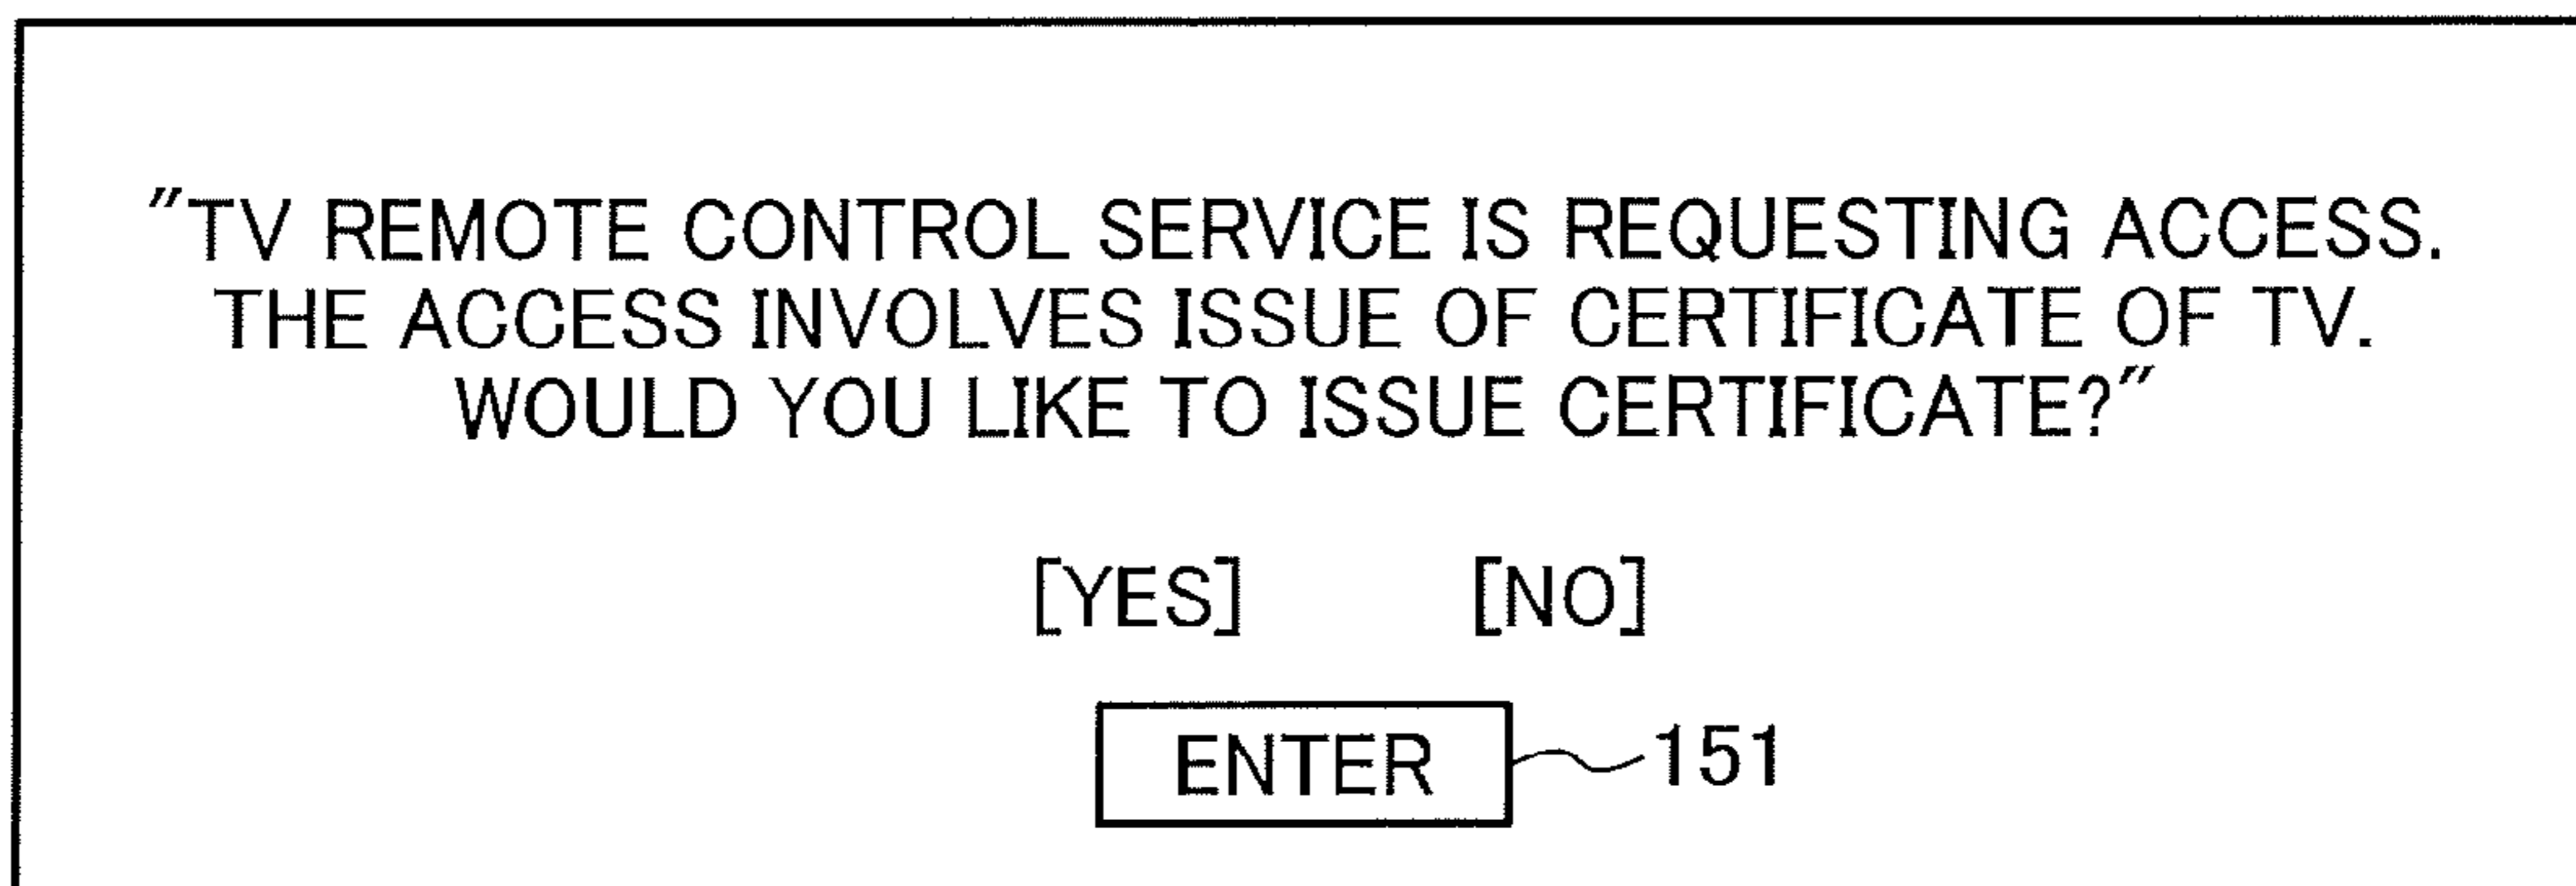 "TV REMOTE CONTROL SERVICE IS REQUESTING ACCESS.
THE ACCESS INVOLVES ISSUE OF CERTIFICATE OF TV.
WOULD YOU LIKE TO ISSUE CERTIFICATE?"
[YES] [NO]
ENTER 151